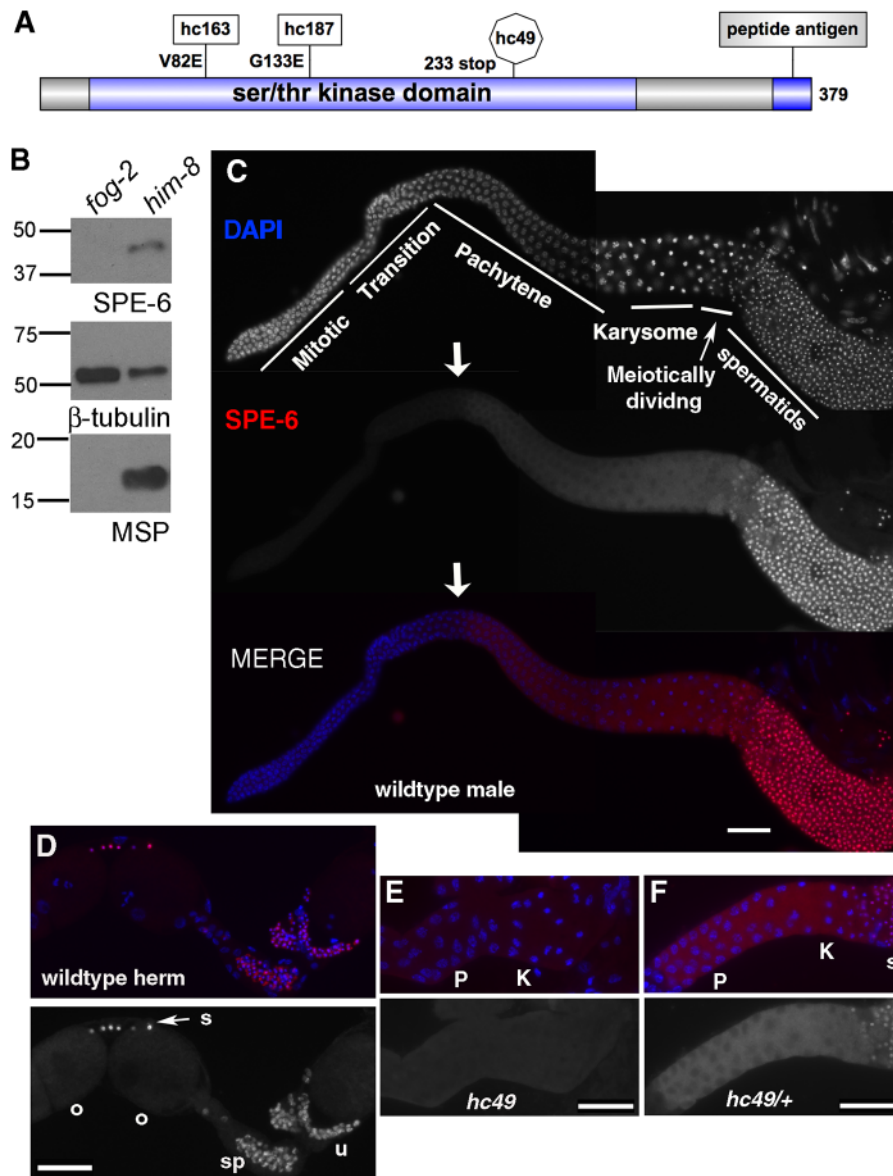 A
hc163
hc187
hc49
peptide antigen
V82E
G133E
233 stop
ser/thr kinase domain
379
B
fog-2
him-8
50
37
SPE-6
75
50
β-tubulin
20
15
MSP
C
DAPI
Mitotic
Transition
Pachytene
Karysome
Meiotically
dividng
spermatids
SPE-6
MERGE
wildtype male
D
wildtype herm
s
o
o
sp
u
E
P
K
hc49
F
P
K
s
hc49/+